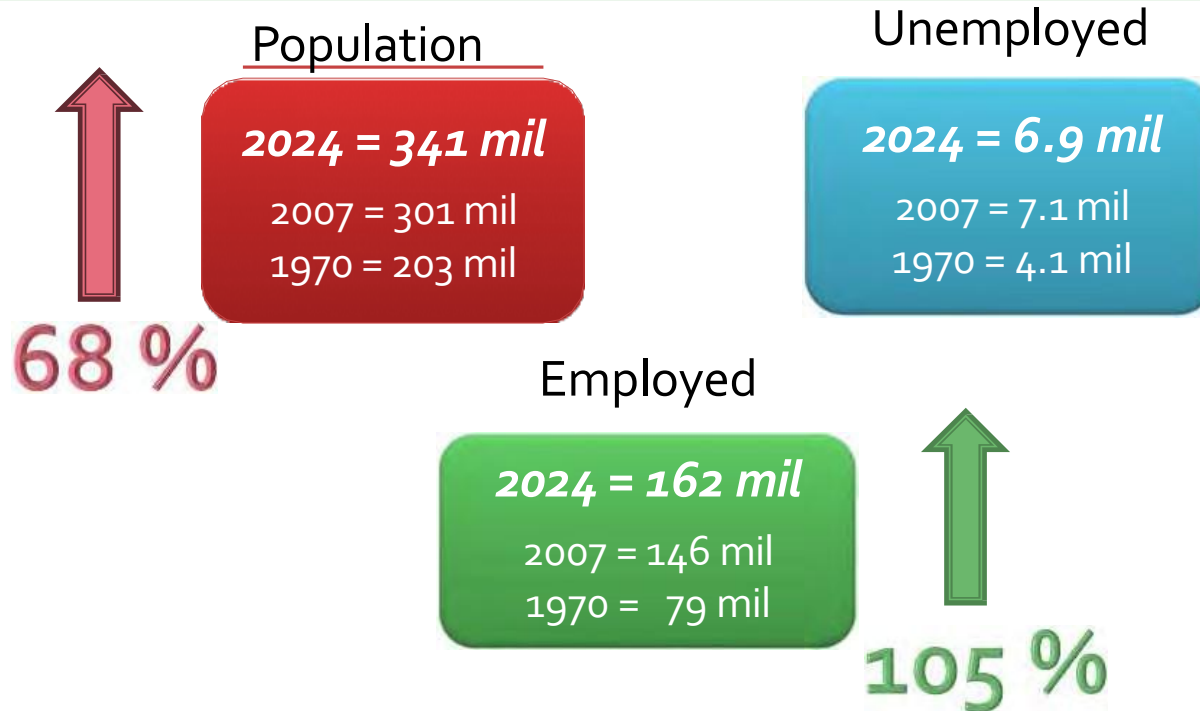 Population
2024 = 341 mil
2007 = 301 mil
1970 = 203 mil
68 %
Unemployed
2024 = 6.9 mil
2007 = 7.1 mil
1970 = 4.1 mil
Employed
2024 = 162 mil
2007 = 146 mil
1970 = 79 mil
105 %